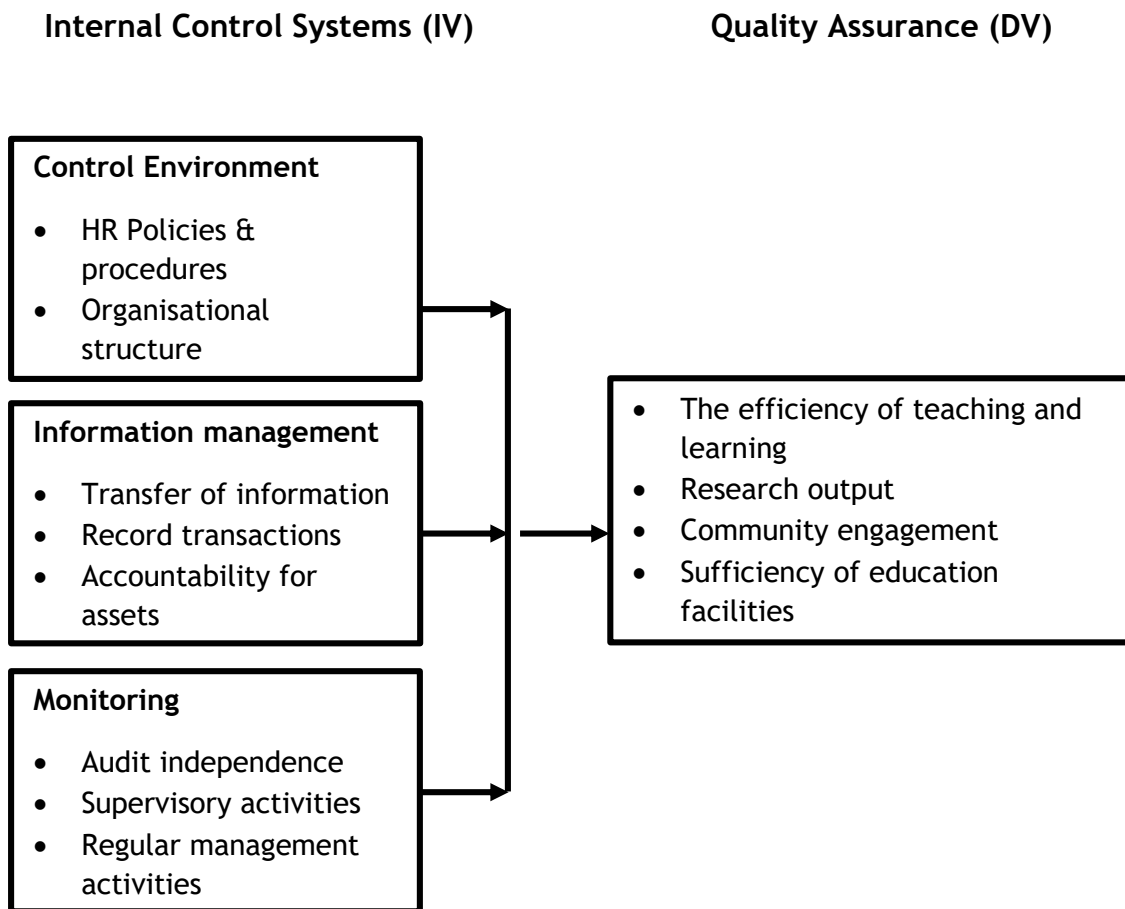 Internal Control Systems (IV)
Quality Assurance (DV)
Control Environment
• HR Policies &
procedures
• Organisational
structure
Information management
• Transfer of information
• Record transactions
• Accountability for
assets
Monitoring
• Audit independence
• Supervisory activities
• Regular management
activities
• The efficiency of teaching and
learning
• Research output
• Community engagement
• Sufficiency of education
facilities